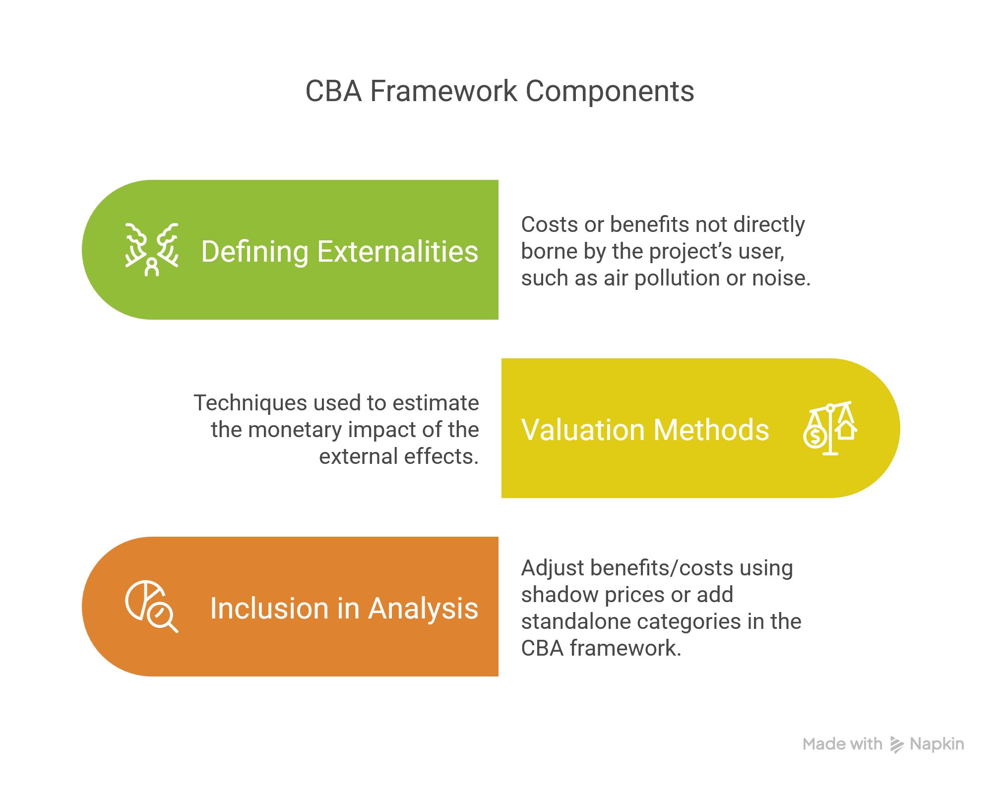 CBA Framework Components
Defining Externalities
Costs or benefits not directly
borne by the project’s user,
such as air pollution or noise.
Techniques used to estimate
the monetary impact of the
external effects.
Valuation Methods
$
Inclusion in Analysis
Adjust benefits/costs using
shadow prices or add
standalone categories in the
CBA framework.
Made with Napkin